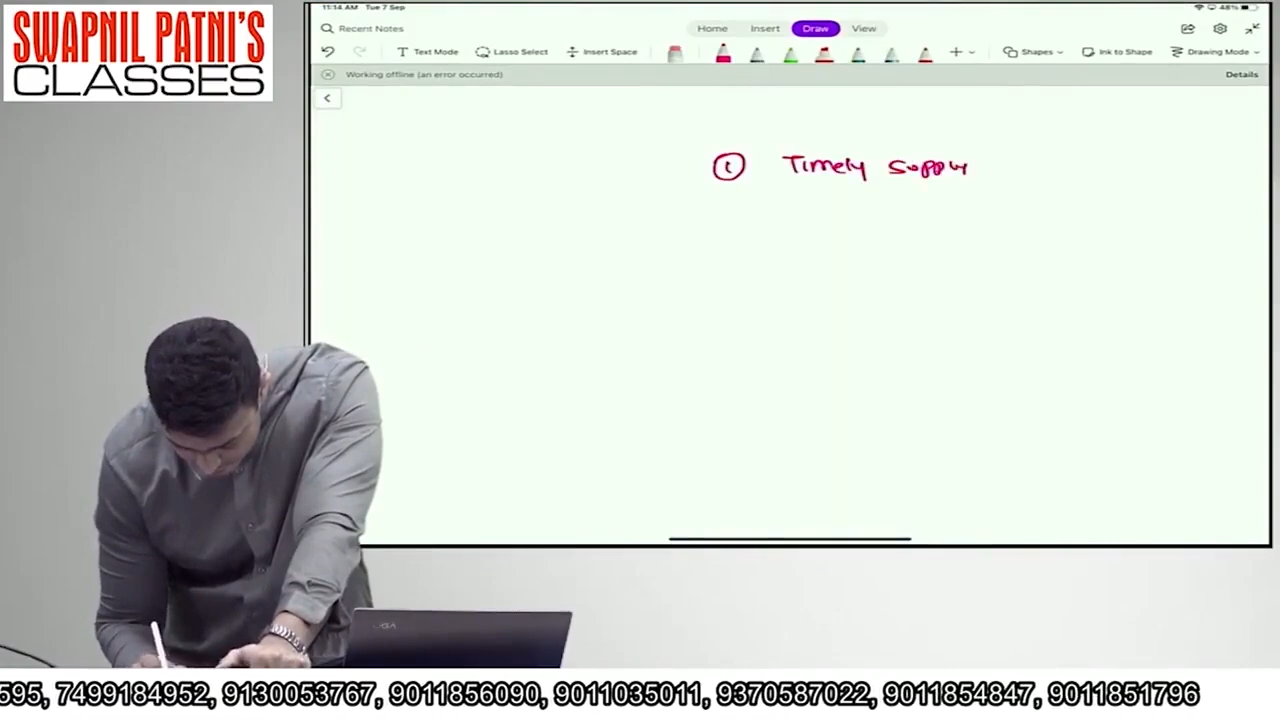 SWAPNIL PATNI'S
CLASSES
11:14 AM Tue 7 Sep
48%
Recent Notes
Home Insert Draw View
Text Mode Lasso Select Insert Space Shapes Ink to Shape Drawing Mode
Working offline (an error occurred)
Details
① Timely Supply
595, 7499184952, 9130053767, 9011856090, 9011035011, 9370587022, 9011854847, 9011851796